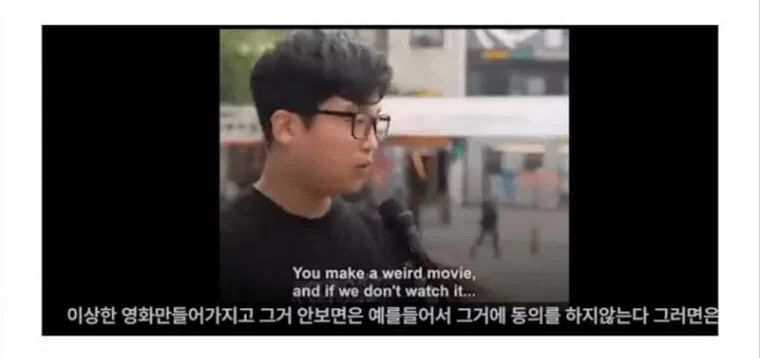 You make a weird movie,
and if we don't watch it...
이상한 영화만들어가지고 그거 안보면은 예를들어서 그거에 동의를 하지않는다 그러면은